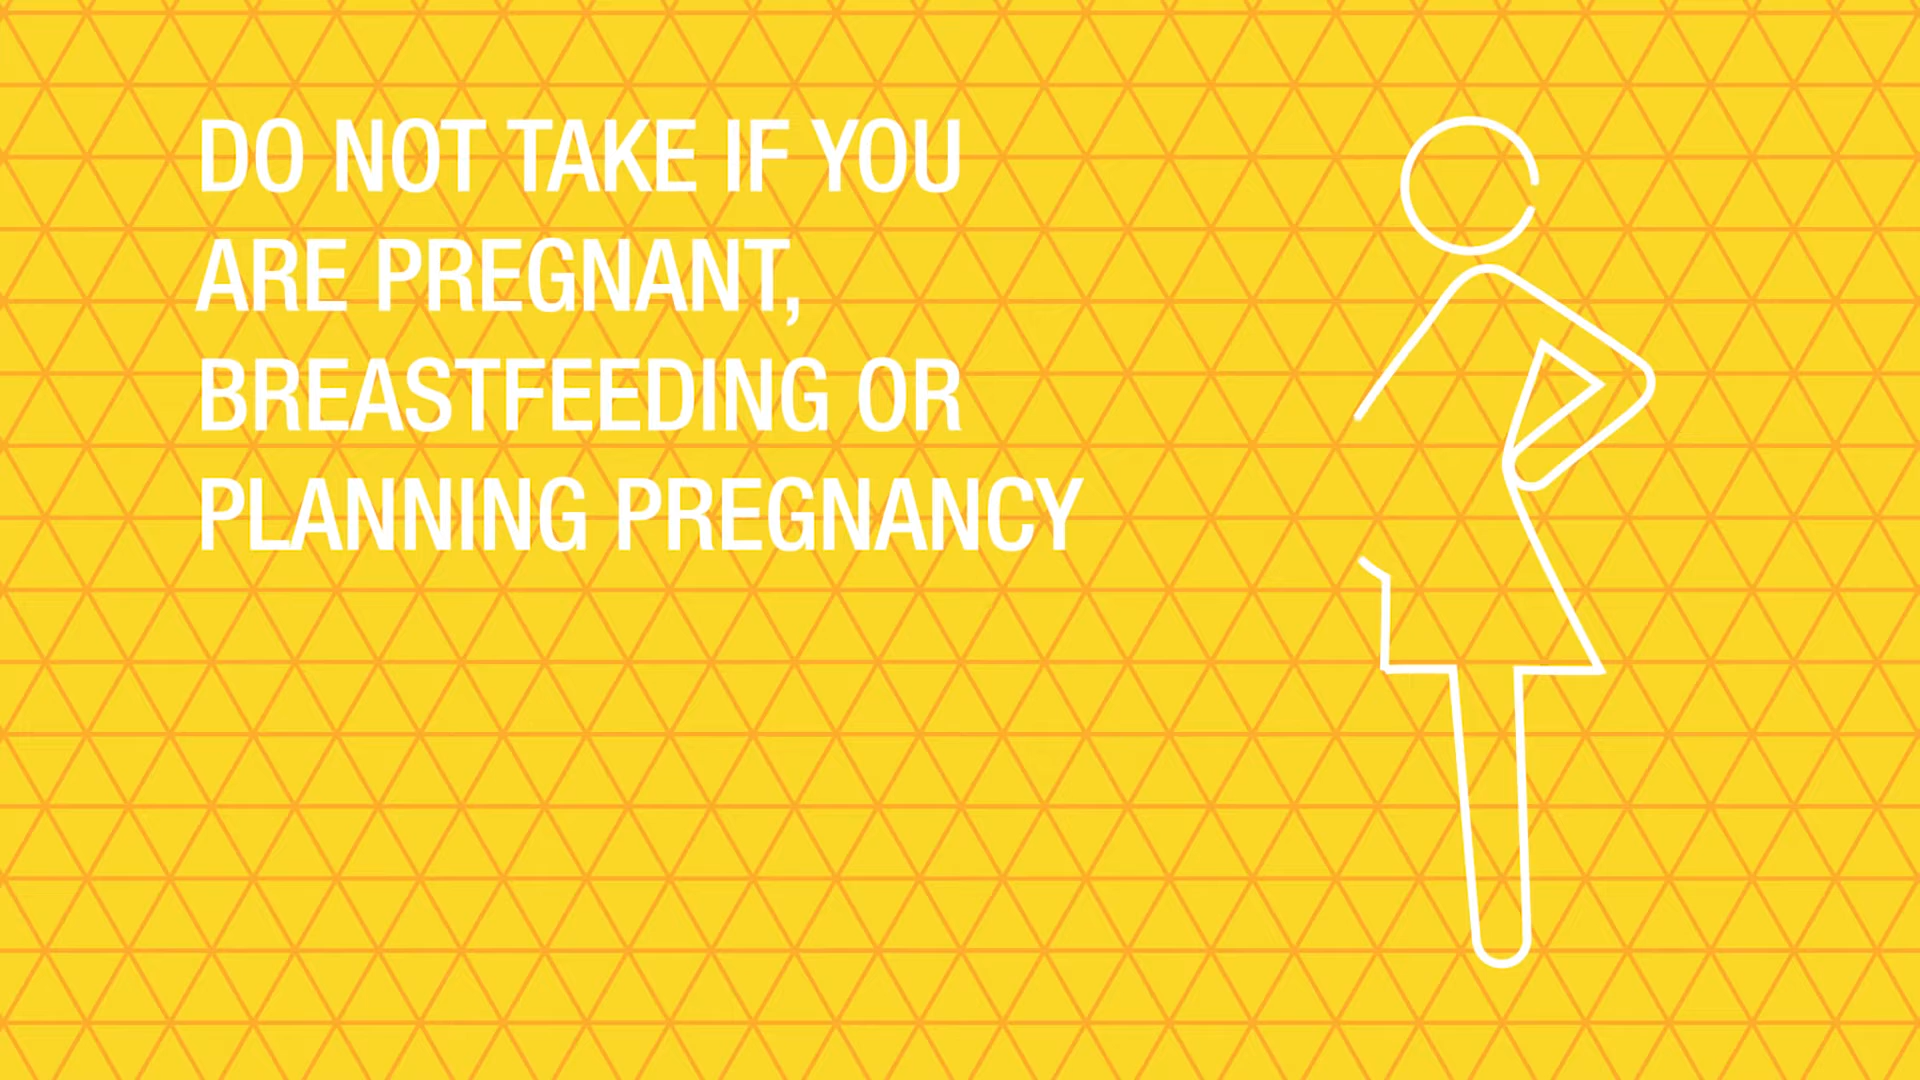 DO NOT TAKE IF YOU
ARE PREGNANT,
BREASTFEEDING OR
PLANNING PREGNANCY